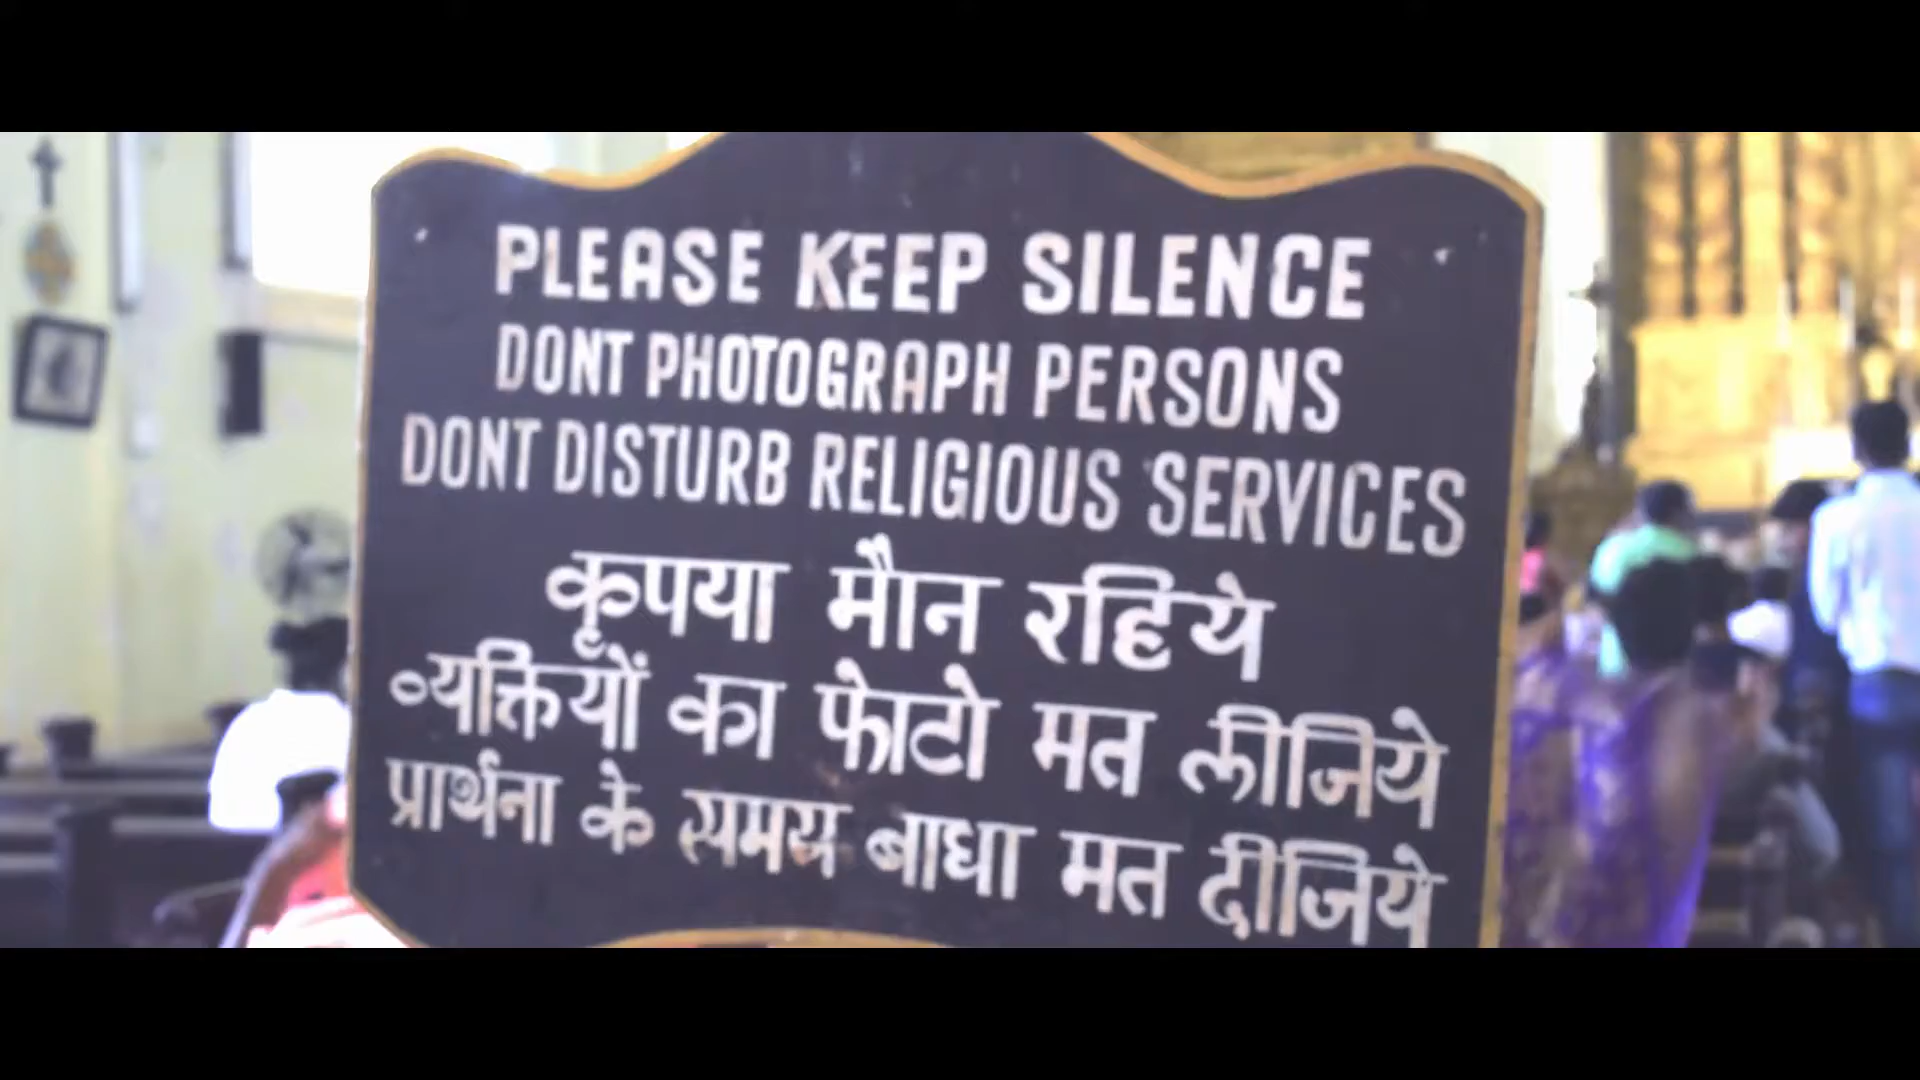 PLEASE KEEP SILENCE
DONT PHOTOGRAPH PERSONS
DONT DISTURB RELIGIOUS SERVICES
कृपया मौन रहिये
व्यक्तियों का फोटो मत लीजिये
प्रार्थना के समय बाधा मत दीजिये